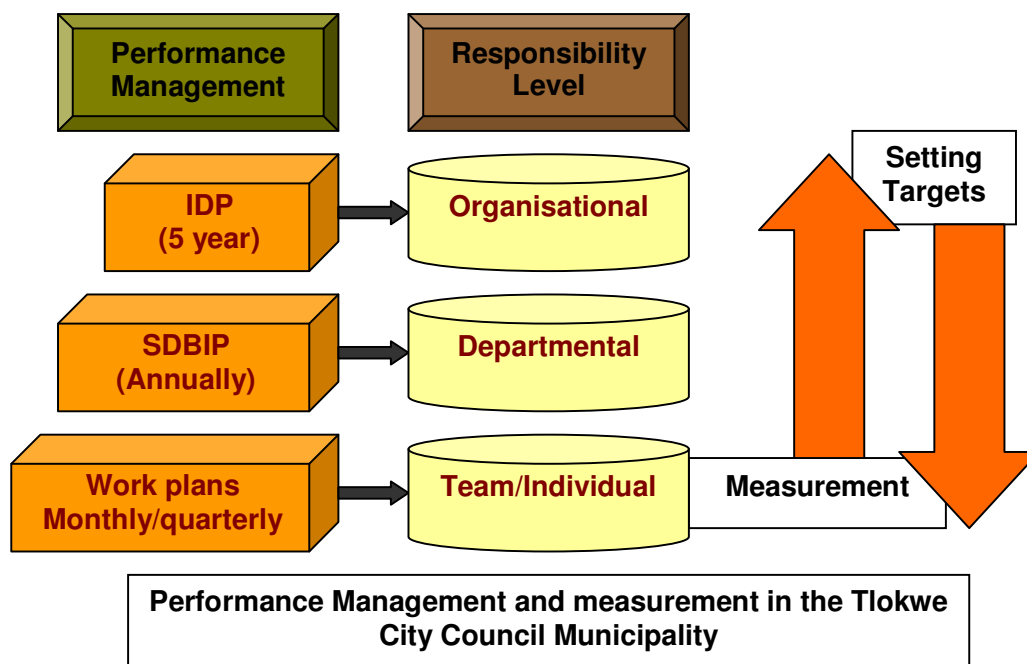 Performance
Management
Responsibility
Level
IDP
(5 year)
Organisational
Setting
Targets
SDBIP
(Annually)
Departmental
Work plans
Monthly/quarterly
Team/Individual
Measurement
Performance Management and measurement in the Tlokwe
City Council Municipality